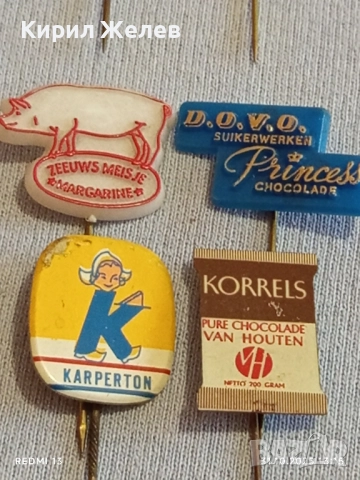 Кирил Желев
ZEEUWS MEISJE
MARGARINE
D.O.V.O.
SUIKERWERKEN
Princess
CHOCOLADE
K
KARPERTON
KORRELS
PURE CHOCOLADE
VAN HOUTEN
VH
NETTO 200 GRAM
REDMI 13